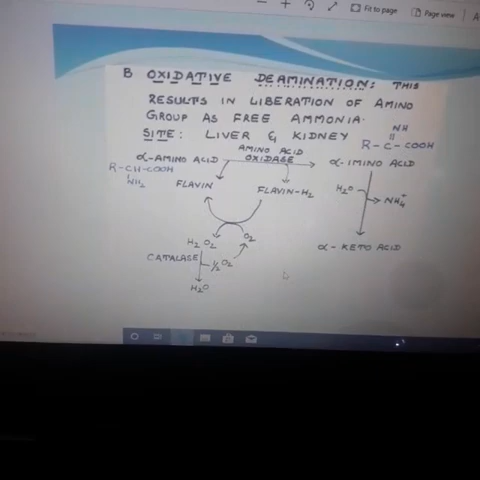 Fit to page
Page view
A
B OXIDATIVE DEAMINATION: THIS
RESULTS IN LIBERATION OF AMINO
GROUP AS FREE AMMONIA.
SITE: LIVER & KIDNEY
NH
R-C-COOH
AMINO ACID
OXIDASE
α-AMINO ACID
α-IMINO ACID
R-CH-COOH
NH2
FLAVIN
FLAVIN-H2
H2O
NH4+
H2O2
O2
α-KETO ACID
CATALASE
½O2
H2O